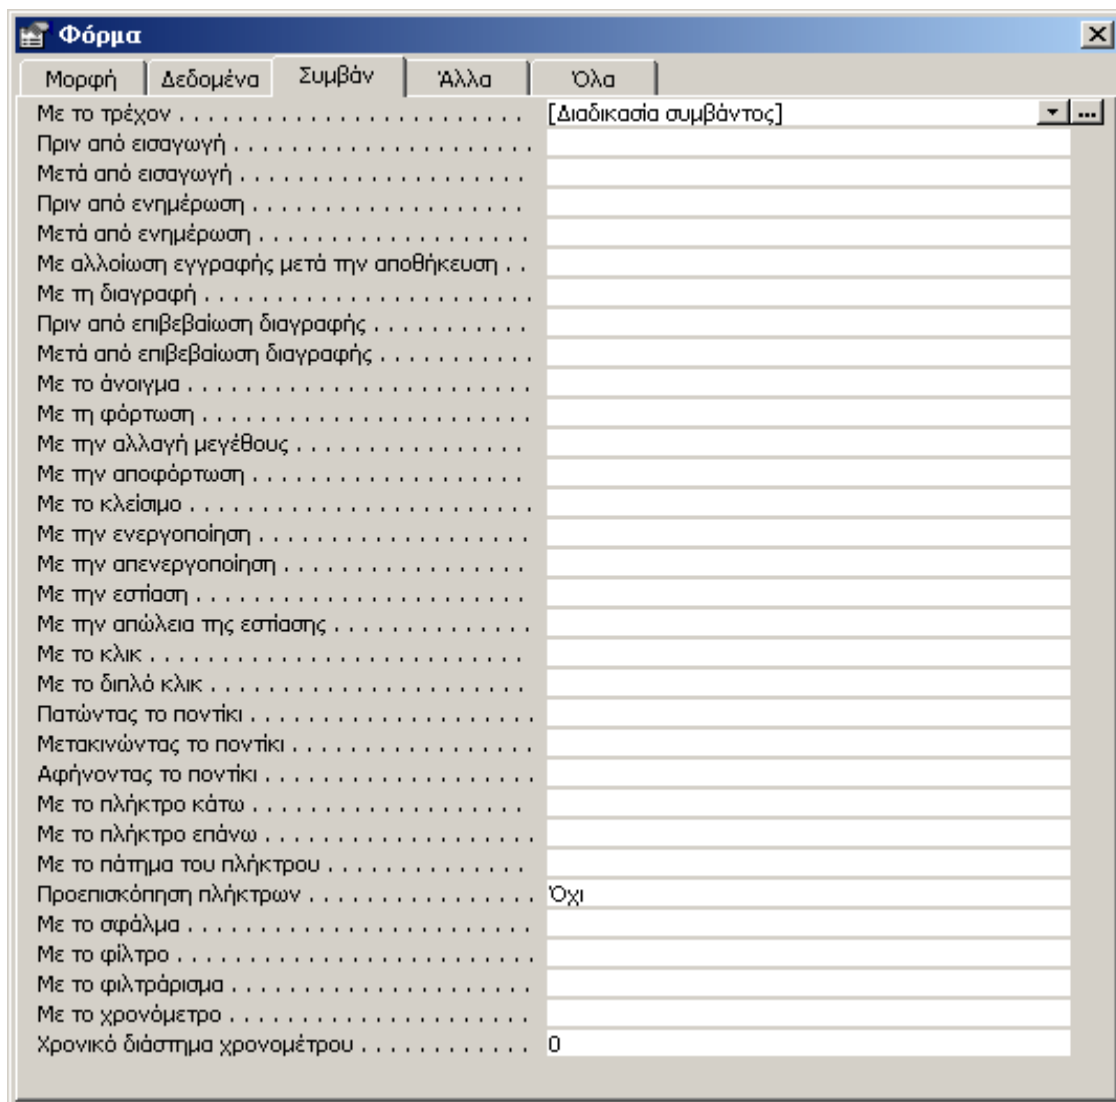 Φόρμα
Μορφή Δεδομένα Συμβάν Άλλα Όλα
Με το τρέχον . . . . . . . . . . . . . . . . . . . . . . . . [Διαδικασία συμβάντος] ...
Πριν από εισαγωγή . . . . . . . . . . . . . . . . . . . . .
Μετά από εισαγωγή . . . . . . . . . . . . . . . . . . . .
Πριν από ενημέρωση . . . . . . . . . . . . . . . . . . .
Μετά από ενημέρωση . . . . . . . . . . . . . . . . . . .
Με αλλοίωση εγγραφής μετά την αποθήκευση . .
Με τη διαγραφή . . . . . . . . . . . . . . . . . . . . . . .
Πριν από επιβεβαίωση διαγραφής . . . . . . . . . . .
Μετά από επιβεβαίωση διαγραφής . . . . . . . . . . .
Με το άνοιγμα . . . . . . . . . . . . . . . . . . . . . . . .
Με τη φόρτωση . . . . . . . . . . . . . . . . . . . . . . .
Με την αλλαγή μεγέθους . . . . . . . . . . . . . . . .
Με την αποφόρτωση . . . . . . . . . . . . . . . . . . .
Με το κλείσιμο . . . . . . . . . . . . . . . . . . . . . . . .
Με την ενεργοποίηση . . . . . . . . . . . . . . . . . . .
Με την απενεργοποίηση . . . . . . . . . . . . . . . . .
Με την εστίαση . . . . . . . . . . . . . . . . . . . . . . .
Με την απώλεια της εστίασης . . . . . . . . . . . . . .
Με το κλικ . . . . . . . . . . . . . . . . . . . . . . . . . .
Με το διπλό κλικ . . . . . . . . . . . . . . . . . . . . . .
Πατώντας το ποντίκι . . . . . . . . . . . . . . . . . . . .
Μετακινώντας το ποντίκι . . . . . . . . . . . . . . . . .
Αφήνοντας το ποντίκι . . . . . . . . . . . . . . . . . . .
Με το πλήκτρο κάτω . . . . . . . . . . . . . . . . . . .
Με το πλήκτρο επάνω . . . . . . . . . . . . . . . . . . .
Με το πάτημα του πλήκτρου . . . . . . . . . . . . . .
Προεπισκόπηση πλήκτρων . . . . . . . . . . . . . . . . Όχι
Με το σφάλμα . . . . . . . . . . . . . . . . . . . . . . . .
Με το φίλτρο . . . . . . . . . . . . . . . . . . . . . . . . .
Με το φιλτράρισμα . . . . . . . . . . . . . . . . . . . . .
Με το χρονόμετρο . . . . . . . . . . . . . . . . . . . . .
Χρονικό διάστημα χρονομέτρου . . . . . . . . . . . . 0